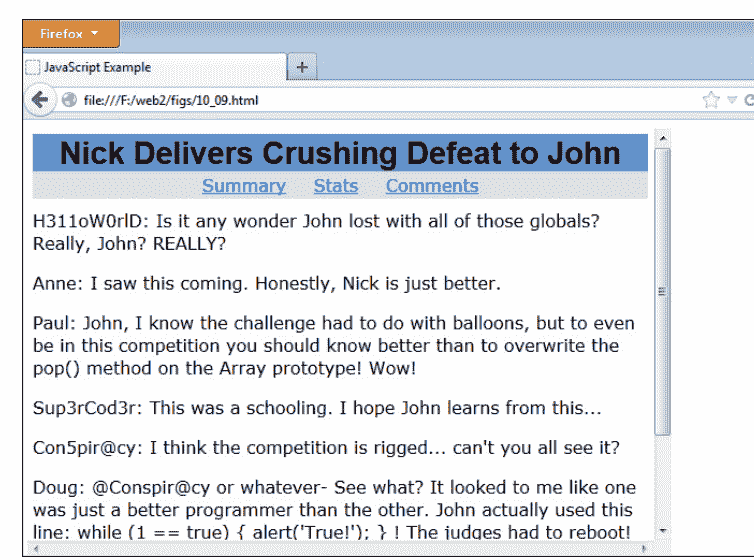 Firefox
JavaScript Example
file:///F:/web2/figs/10_09.html
Nick Delivers Crushing Defeat to John
Summary Stats Comments
H311oW0rlD: Is it any wonder John lost with all of those globals?
Really, John? REALLY?
Anne: I saw this coming. Honestly, Nick is just better.
Paul: John, I know the challenge had to do with balloons, but to even
be in this competition you should know better than to overwrite the
pop() method on the Array prototype! Wow!
Sup3rCod3r: This was a schooling. I hope John learns from this...
Con5pir@cy: I think the competition is rigged... can't you all see it?
Doug: @Conspir@cy or whatever- See what? It looked to me like one
was just a better programmer than the other. John actually used this
line: while (1 == true) { alert('True!'); } ! The judges had to reboot!